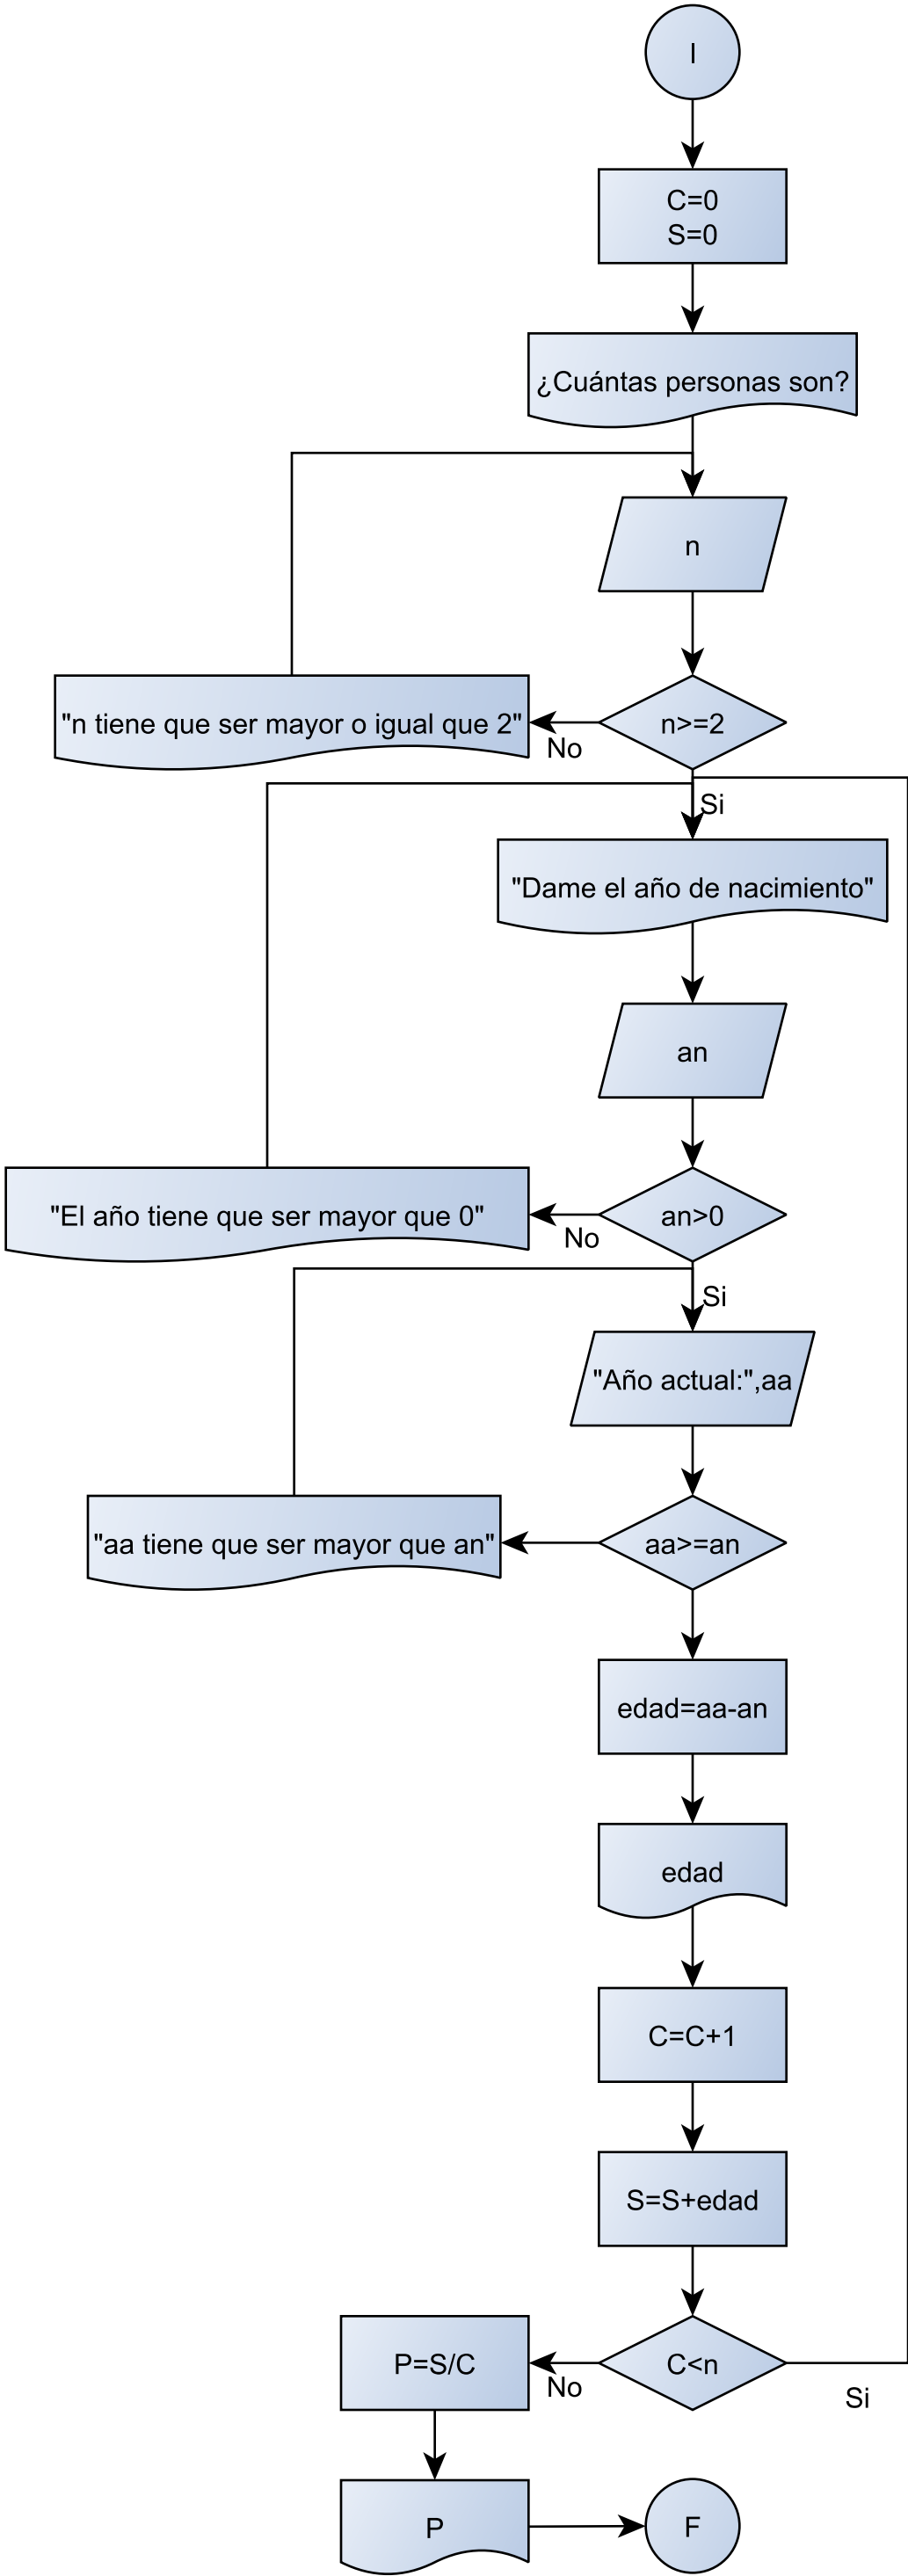 I
C=0
S=0
¿Cuántas personas son?
n
n>=2
No
"n tiene que ser mayor o igual que 2"
Si
"Dame el año de nacimiento"
an
an>0
No
"El año tiene que ser mayor que 0"
Si
"Año actual:",aa
aa>=an
"aa tiene que ser mayor que an"
edad=aa-an
edad
C=C+1
S=S+edad
C<n
Si
No
P=S/C
P
F